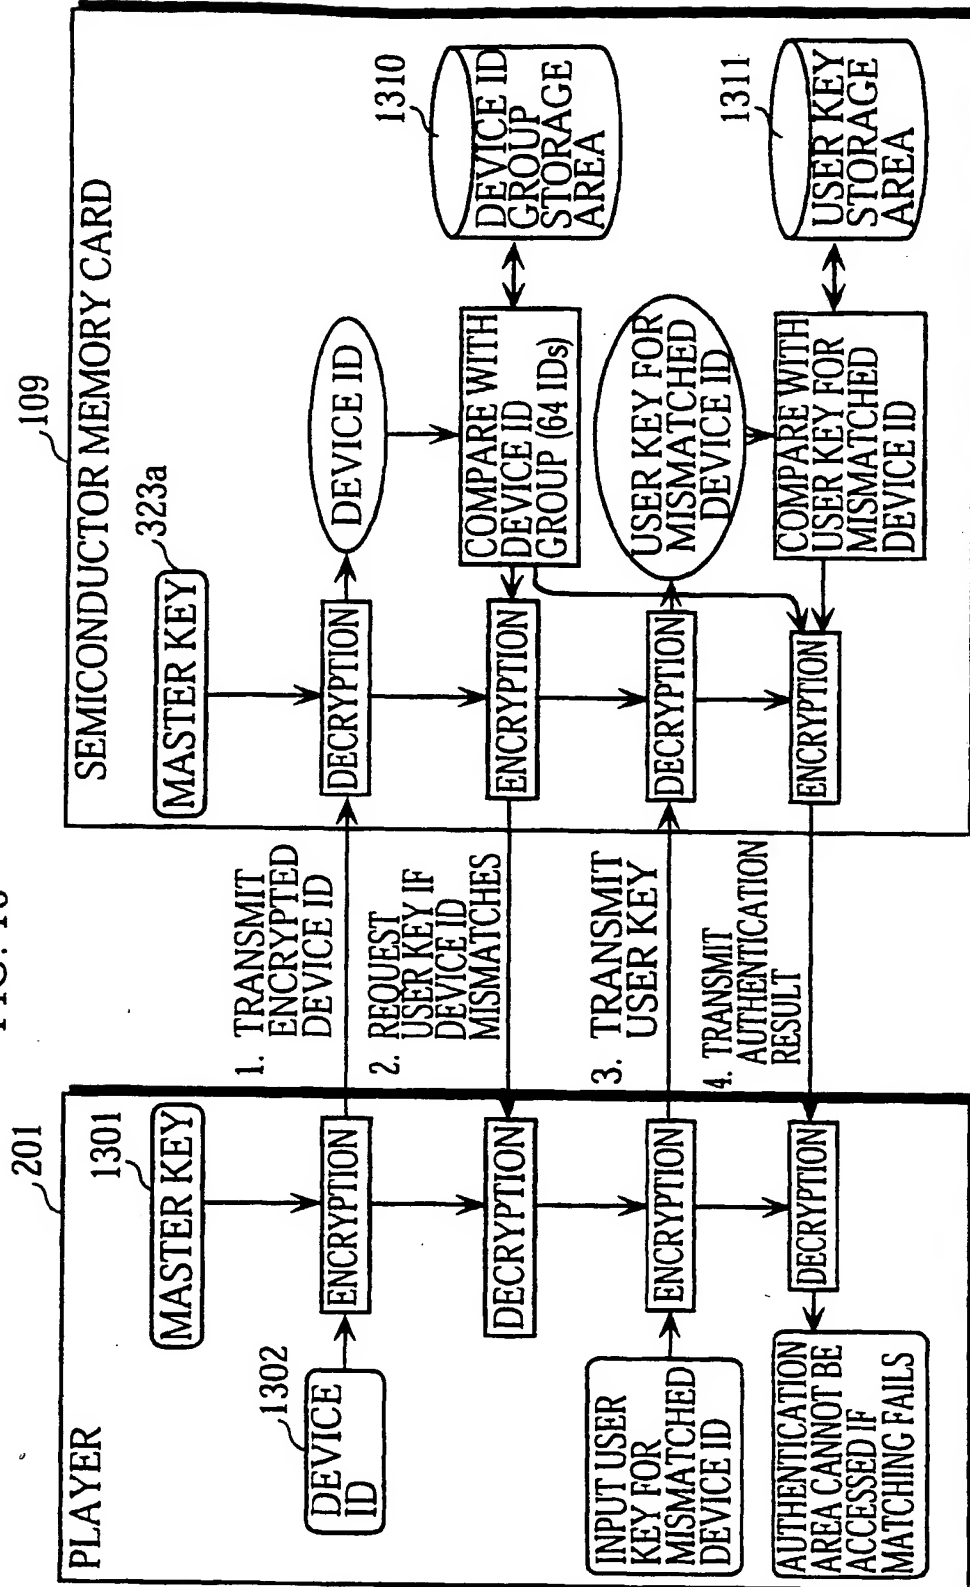 PLAYER
201
1301
MASTER KEY
1302
DEVICE
ID
ENCRYPTION
DECRYPTION
INPUT USER
KEY FOR
MISMATCHED
DEVICE ID
ENCRYPTION
AUTHENTICATION
AREA CANNOT BE
ACCESSED IF
MATCHING FAILS
DECRYPTION
1. TRANSMIT
ENCRYPTED
DEVICE ID
2. REQUEST
USER KEY IF
DEVICE ID
MISMATCHES
3. TRANSMIT
USER KEY
4. TRANSMIT
AUTHENTICATION
RESULT
109
SEMICONDUCTOR MEMORY CARD
323a
MASTER KEY
DECRYPTION
DEVICE ID
ENCRYPTION
COMPARE WITH
DEVICE ID
GROUP (64 IDs)
1310
DEVICE ID
GROUP
STORAGE
AREA
DECRYPTION
USER KEY FOR
MISMATCHED
DEVICE ID
ENCRYPTION
COMPARE WITH
USER KEY FOR
MISMATCHED
DEVICE ID
1311
USER KEY
STORAGE
AREA